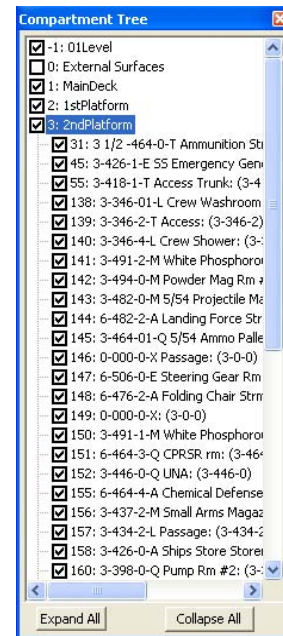 Compartment Tree
-1: 01Level
0: External Surfaces
1: MainDeck
2: 1stPlatform
3: 2ndPlatform
31: 3 1/2 -464-0-T Ammunition Str
45: 3-426-1-E SS Emergency Gene
55: 3-418-1-T Access Trunk: (3-4
138: 3-346-01-L Crew Washroom
139: 3-346-2-T Access: (3-346-2)
140: 3-346-4-L Crew Shower: (3-
141: 3-491-2-M White Phosphoro
142: 3-494-0-M Powder Mag Rm
143: 3-482-0-M 5/54 Projectile Ma
144: 6-482-2-A Landing Force Str
145: 3-464-01-Q 5/54 Ammo Palle
146: 0-000-0-X Passage: (3-0-0)
147: 6-506-0-E Steering Gear Rm
148: 6-476-2-A Folding Chair Strm
149: 0-000-0-X: (3-0-0)
150: 3-491-1-M White Phosphoro
151: 6-464-3-Q CPRSR rm: (3-464
152: 3-446-0-Q UNA: (3-446-0)
155: 6-464-4-A Chemical Defense
156: 3-437-2-M Small Arms Magaz
157: 3-434-2-L Passage: (3-434-2
158: 3-426-0-A Ships Store Storer
160: 3-398-0-Q Pump Rm #2: (3-
Expand All Collapse All